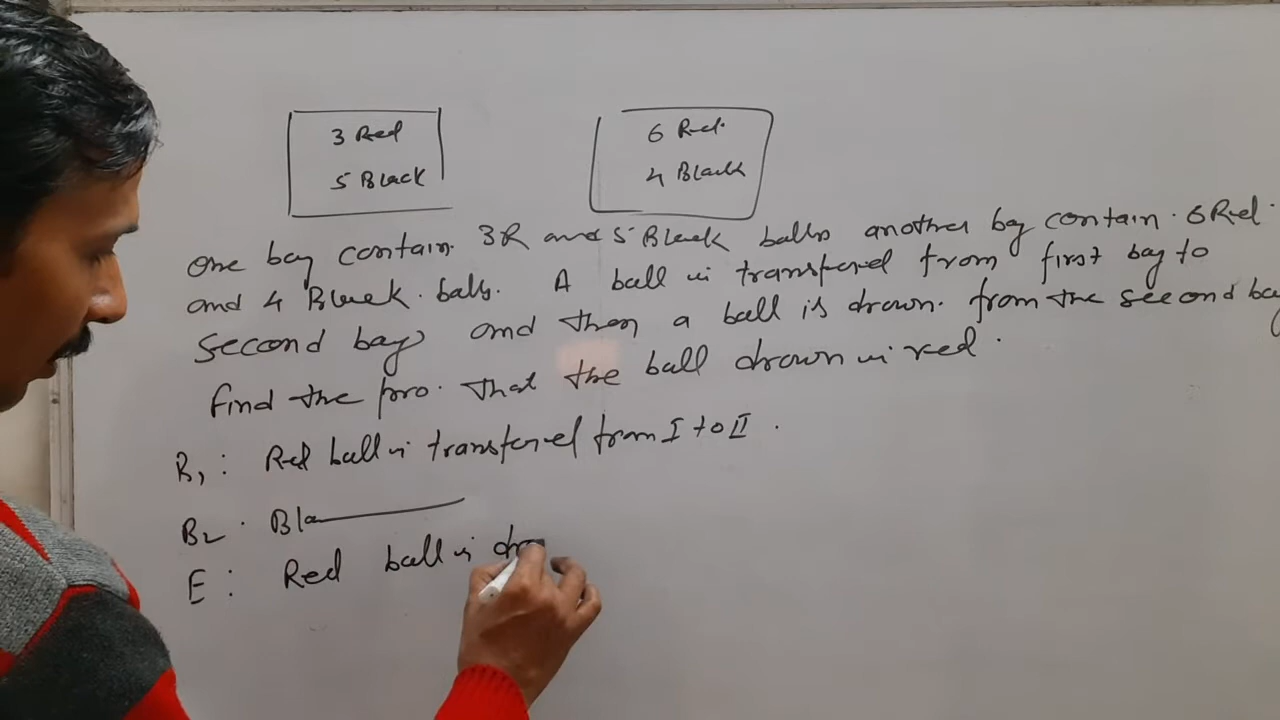 3 Red
5 Black
6 Red.
4 Black
One bag contain. 3R and 5 Black balls another bag contain. 6 Red.
and 4 Black. balls. A ball is transfered from first bag to
second bag and then a ball is drawn. from the second bag
find the pro. that the ball drawn is red.
B1 : Red ball is transfered from I to II.
B2 . Bla
E : Red ball is dra